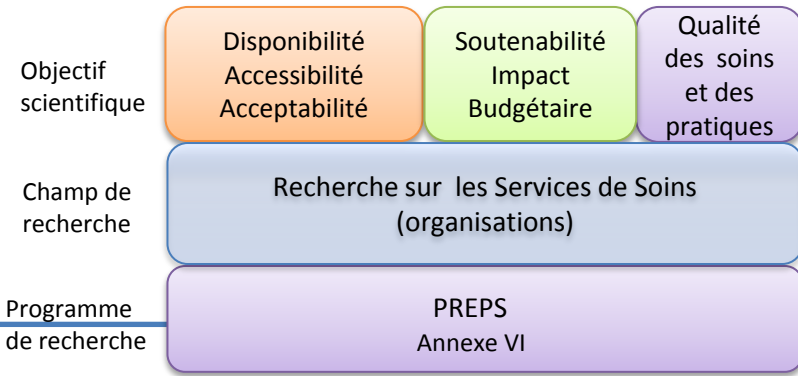 Objectif
scientifique
Disponibilité
Accessibilité
Acceptabilité
Soutenabilité
Impact
Budgétaire
Qualité
des soins
et des
pratiques
Champ de
recherche
Recherche sur les Services de Soins
(organisations)
Programme
de recherche
PREPS
Annexe VI